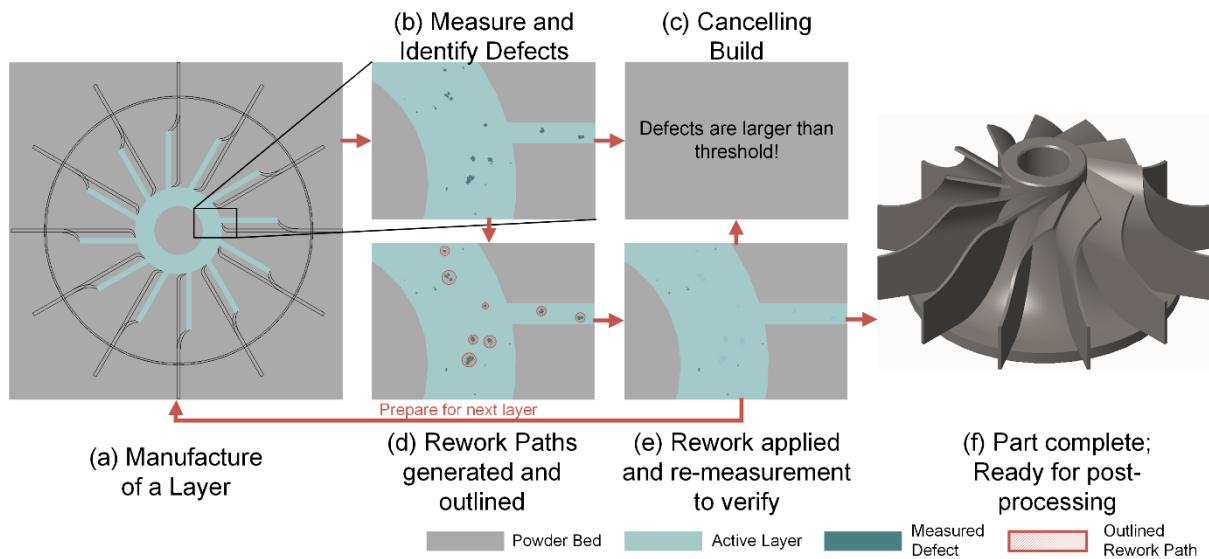 (b) Measure and
Identify Defects
(c) Cancelling
Build
Defects are larger than
threshold!
Prepare for next layer
(a) Manufacture
of a Layer
(d) Rework Paths
generated and
outlined
(e) Rework applied
and re-measurement
to verify
(f) Part complete;
Ready for post-
processing
Powder Bed
Active Layer
Measured
Defect
Outlined
Rework Path